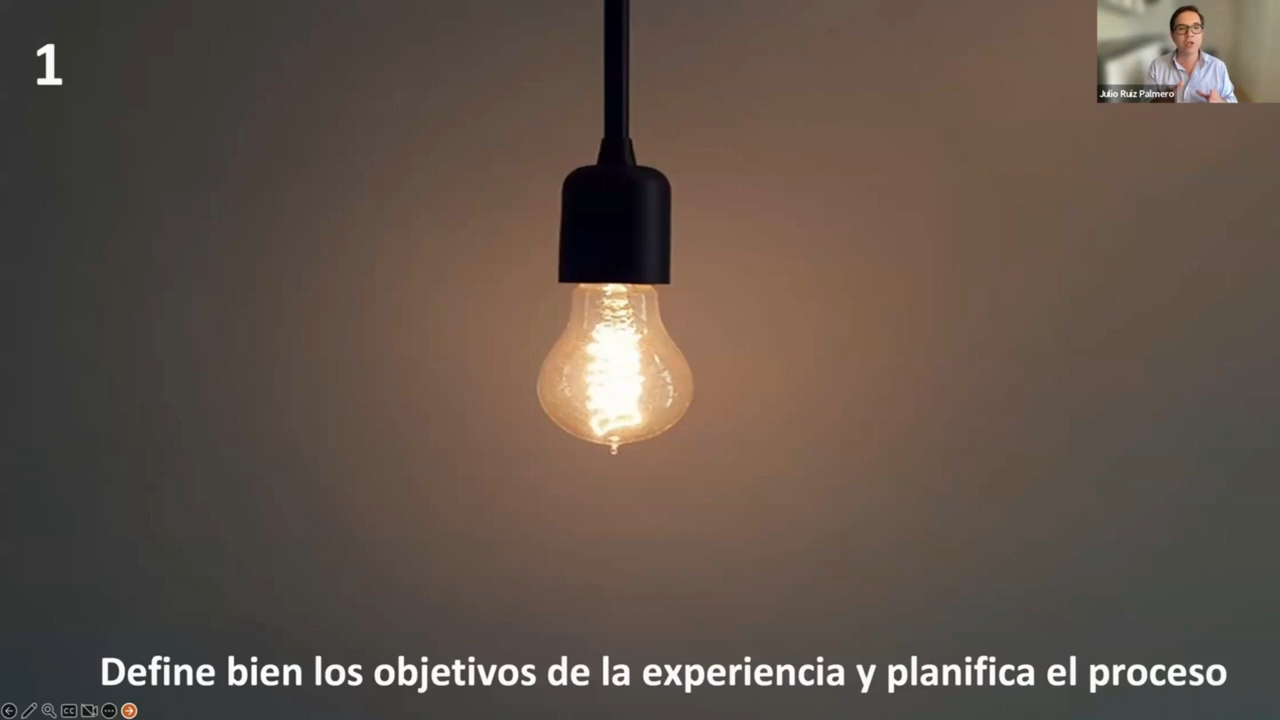 1
Julio Ruiz Palmero
Define bien los objetivos de la experiencia y planifica el proceso